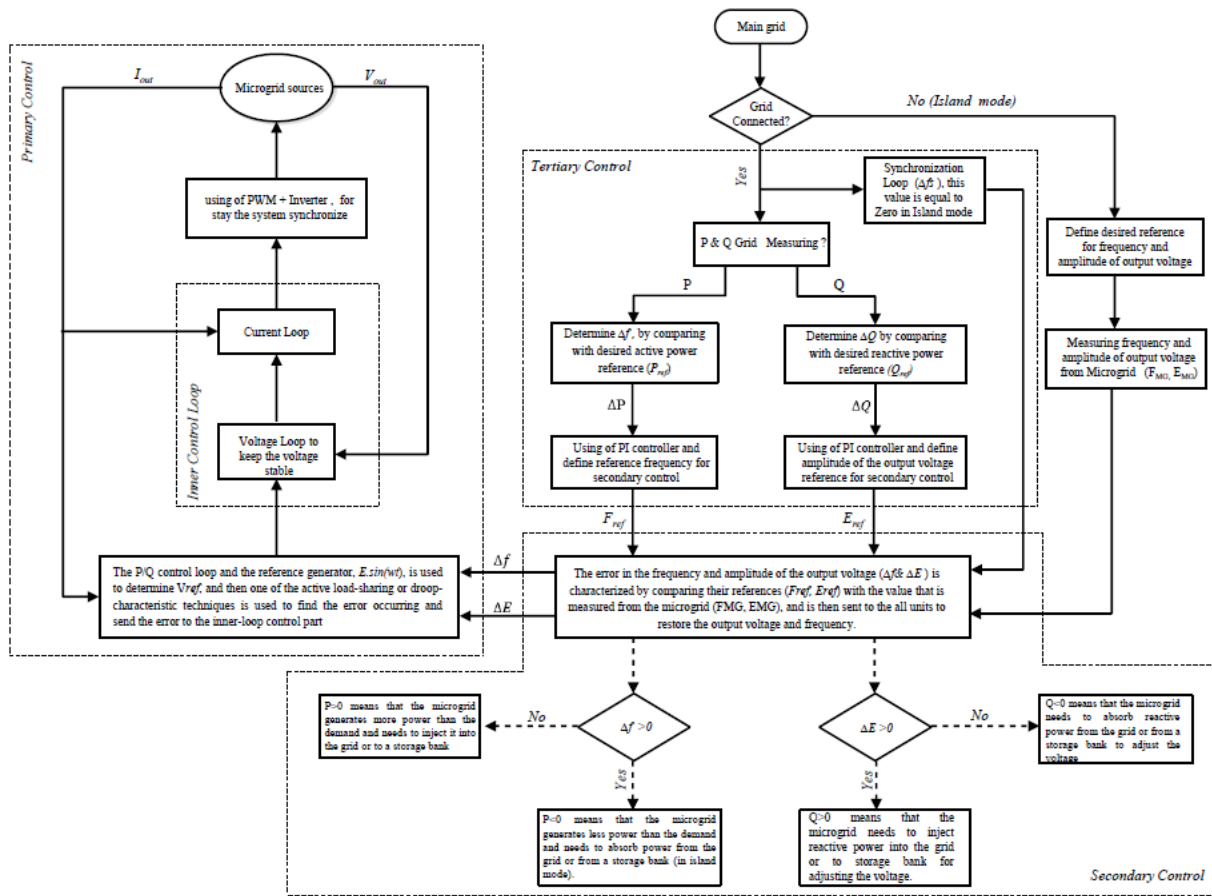 Main grid
Grid
Connected?
No (Island mode)
Yes
Primary Control
I_out
Microgrid sources
V_out
using of PWM + Inverter , for
stay the system synchronize
Inner Control Loop
Current Loop
Voltage Loop to
keep the voltage
stable
The P/Q control loop and the reference generator, E.sin(wt), is used
to determine Vref, and then one of the active load-sharing or droop-
characteristic techniques is used to find the error occurring and
send the error to the inner-loop control part
Tertiary Control
Synchronization
Loop (Δfs ), this
value is equal to
Zero in Island mode
P & Q Grid Measuring ?
P
Q
Determine Δf , by comparing
with desired active power
reference (P_ref)
Determine ΔQ by comparing
with desired reactive power
reference (Q_ref)
ΔP
ΔQ
Using of PI controller and
define reference frequency for
secondary control
Using of PI controller and define
amplitude of the output voltage
reference for secondary control
F_ref
E_ref
Define desired reference
for frequency and
amplitude of output voltage
Measuring frequency and
amplitude of output voltage
from Microgrid (F_MG, E_MG)
Δf
ΔE
The error in the frequency and amplitude of the output voltage (Δf& ΔE ) is
characterized by comparing their references (Fref, Eref) with the value that is
measured from the microgrid (FMG, EMG), and is then sent to the all units to
restore the output voltage and frequency.
P>0 means that the microgrid
generates more power than the
demand and needs to inject it into
the grid or to a storage bank
No
Δf >0
Yes
ΔE >0
No
Yes
Q<0 means that the microgrid
needs to absorb reactive
power from the grid or from a
storage bank to adjust the
voltage
P<0 means that the microgrid
generates less power than the demand
and needs to absorb power from the
grid or from a storage bank (in island
mode).
Q>0 means that the
microgrid needs to inject
reactive power into the grid
or to storage bank for
adjusting the voltage.
Secondary Control